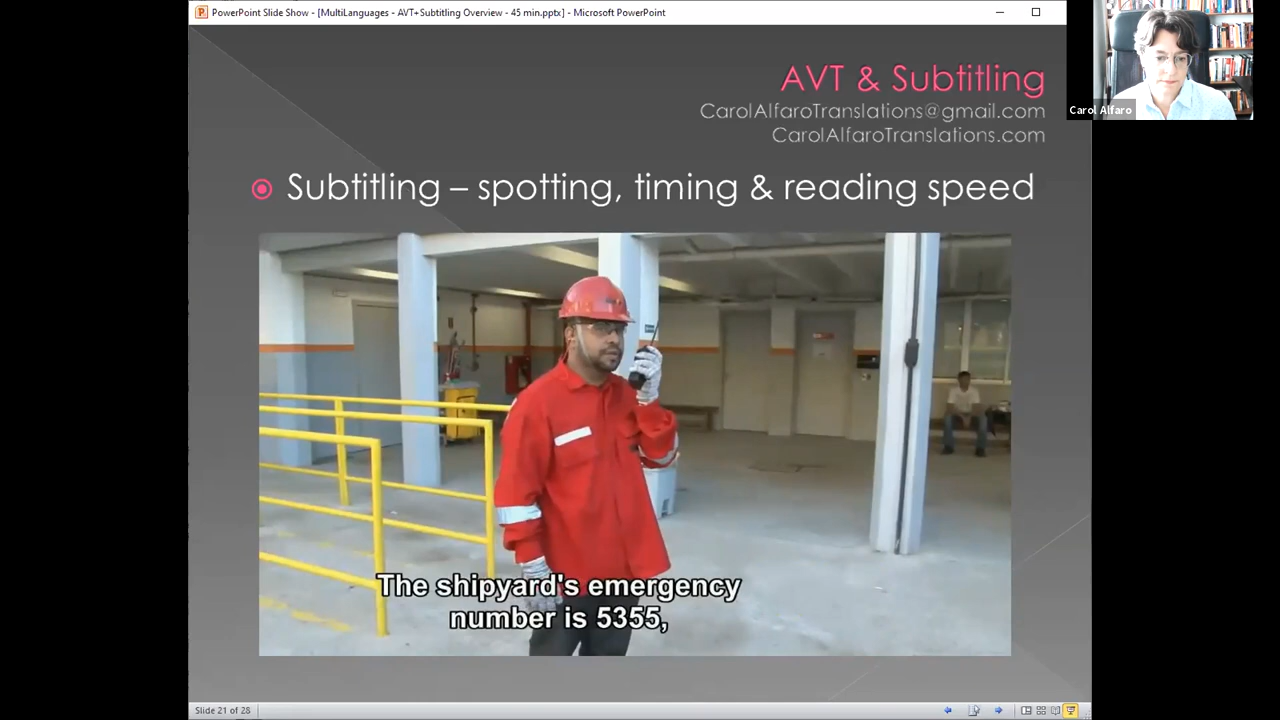 PowerPoint Slide Show - [MultiLanguages - AVT+Subtitling Overview - 45 min.pptx] - Microsoft PowerPoint
AVT & Subtitling
CarolAlfaroTranslations@gmail.com
CarolAlfaroTranslations.com
Carol Alfaro
Subtitling – spotting, timing & reading speed
The shipyard's emergency
number is 5355,
Slide 21 of 28